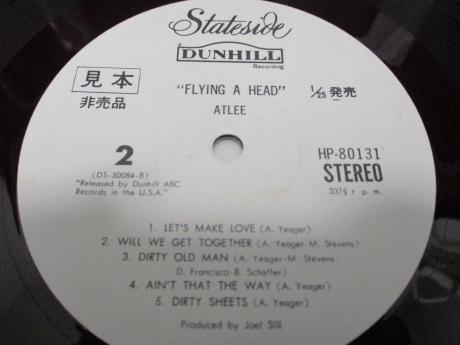 Stateside
DUNHILL
Recording
見本
非売品
"FLYING A HEAD"
ATLEE
1/25 発売
2
(DS-50084-B)
"Released by Dunhill ABC
Records in the U.S.A."
HP-80131
STEREO
33⅓ r.p.m.
1. LET'S MAKE LOVE (A. Yeager)
2. WILL WE GET TOGETHER (A. Yeager-M. Stevens)
3. DIRTY OLD MAN (A. Yeager-M. Stevens-
D. Francisco-B. Schaffer)
4. AIN'T THAT THE WAY (A. Yeager)
5. DIRTY SHEETS (A. Yeager)
Produced by Joel Sill